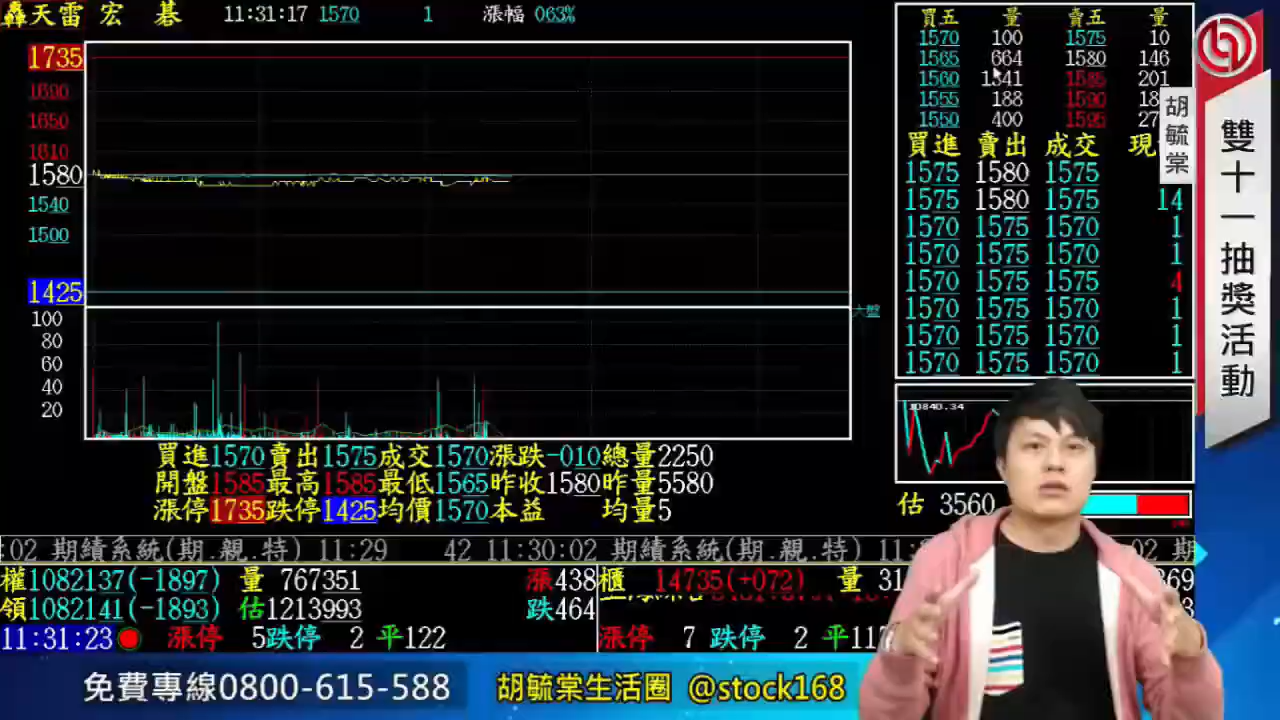 轟天雷 宏 碁 11:31:17 1570 1 漲幅 063%
1735
1690
1650
1610
1580
1540
1500
1425
100
80
60
40
20
大盤
買五 量 賣五 量
1570 100 1575 10
1565 664 1580 146
1560 1341 1585 201
1555 188 1590
1550 400 1595
買進 賣出 成交
1575 1580 1575
1575 1580 1575 14
1570 1575 1570 1
1570 1575 1570 1
1570 1575 1570 4
1570 1575 1570 1
1570 1575 1570 1
1570 1575 1570 1
10840.34
估 3560
買進1570賣出1575成交1570漲跌-010總量2250
開盤1585最高1585最低1565昨收1580昨量5580
漲停1735跌停1425均價1570本益 均量5
:02 期績系統(期.親.特) 11:29 42 11:30:02 期績系統(期.親.特)
權1082137(-1897) 量 767351 漲438
領1082141(-1893) 估1213993 跌464
11:31:23 漲停 5跌停 2 平122
櫃 14735(+072) 量
漲停 7 跌停 2
胡毓棠
雙十一抽獎活動
免費專線0800-615-588 胡毓棠生活圈 @stock168